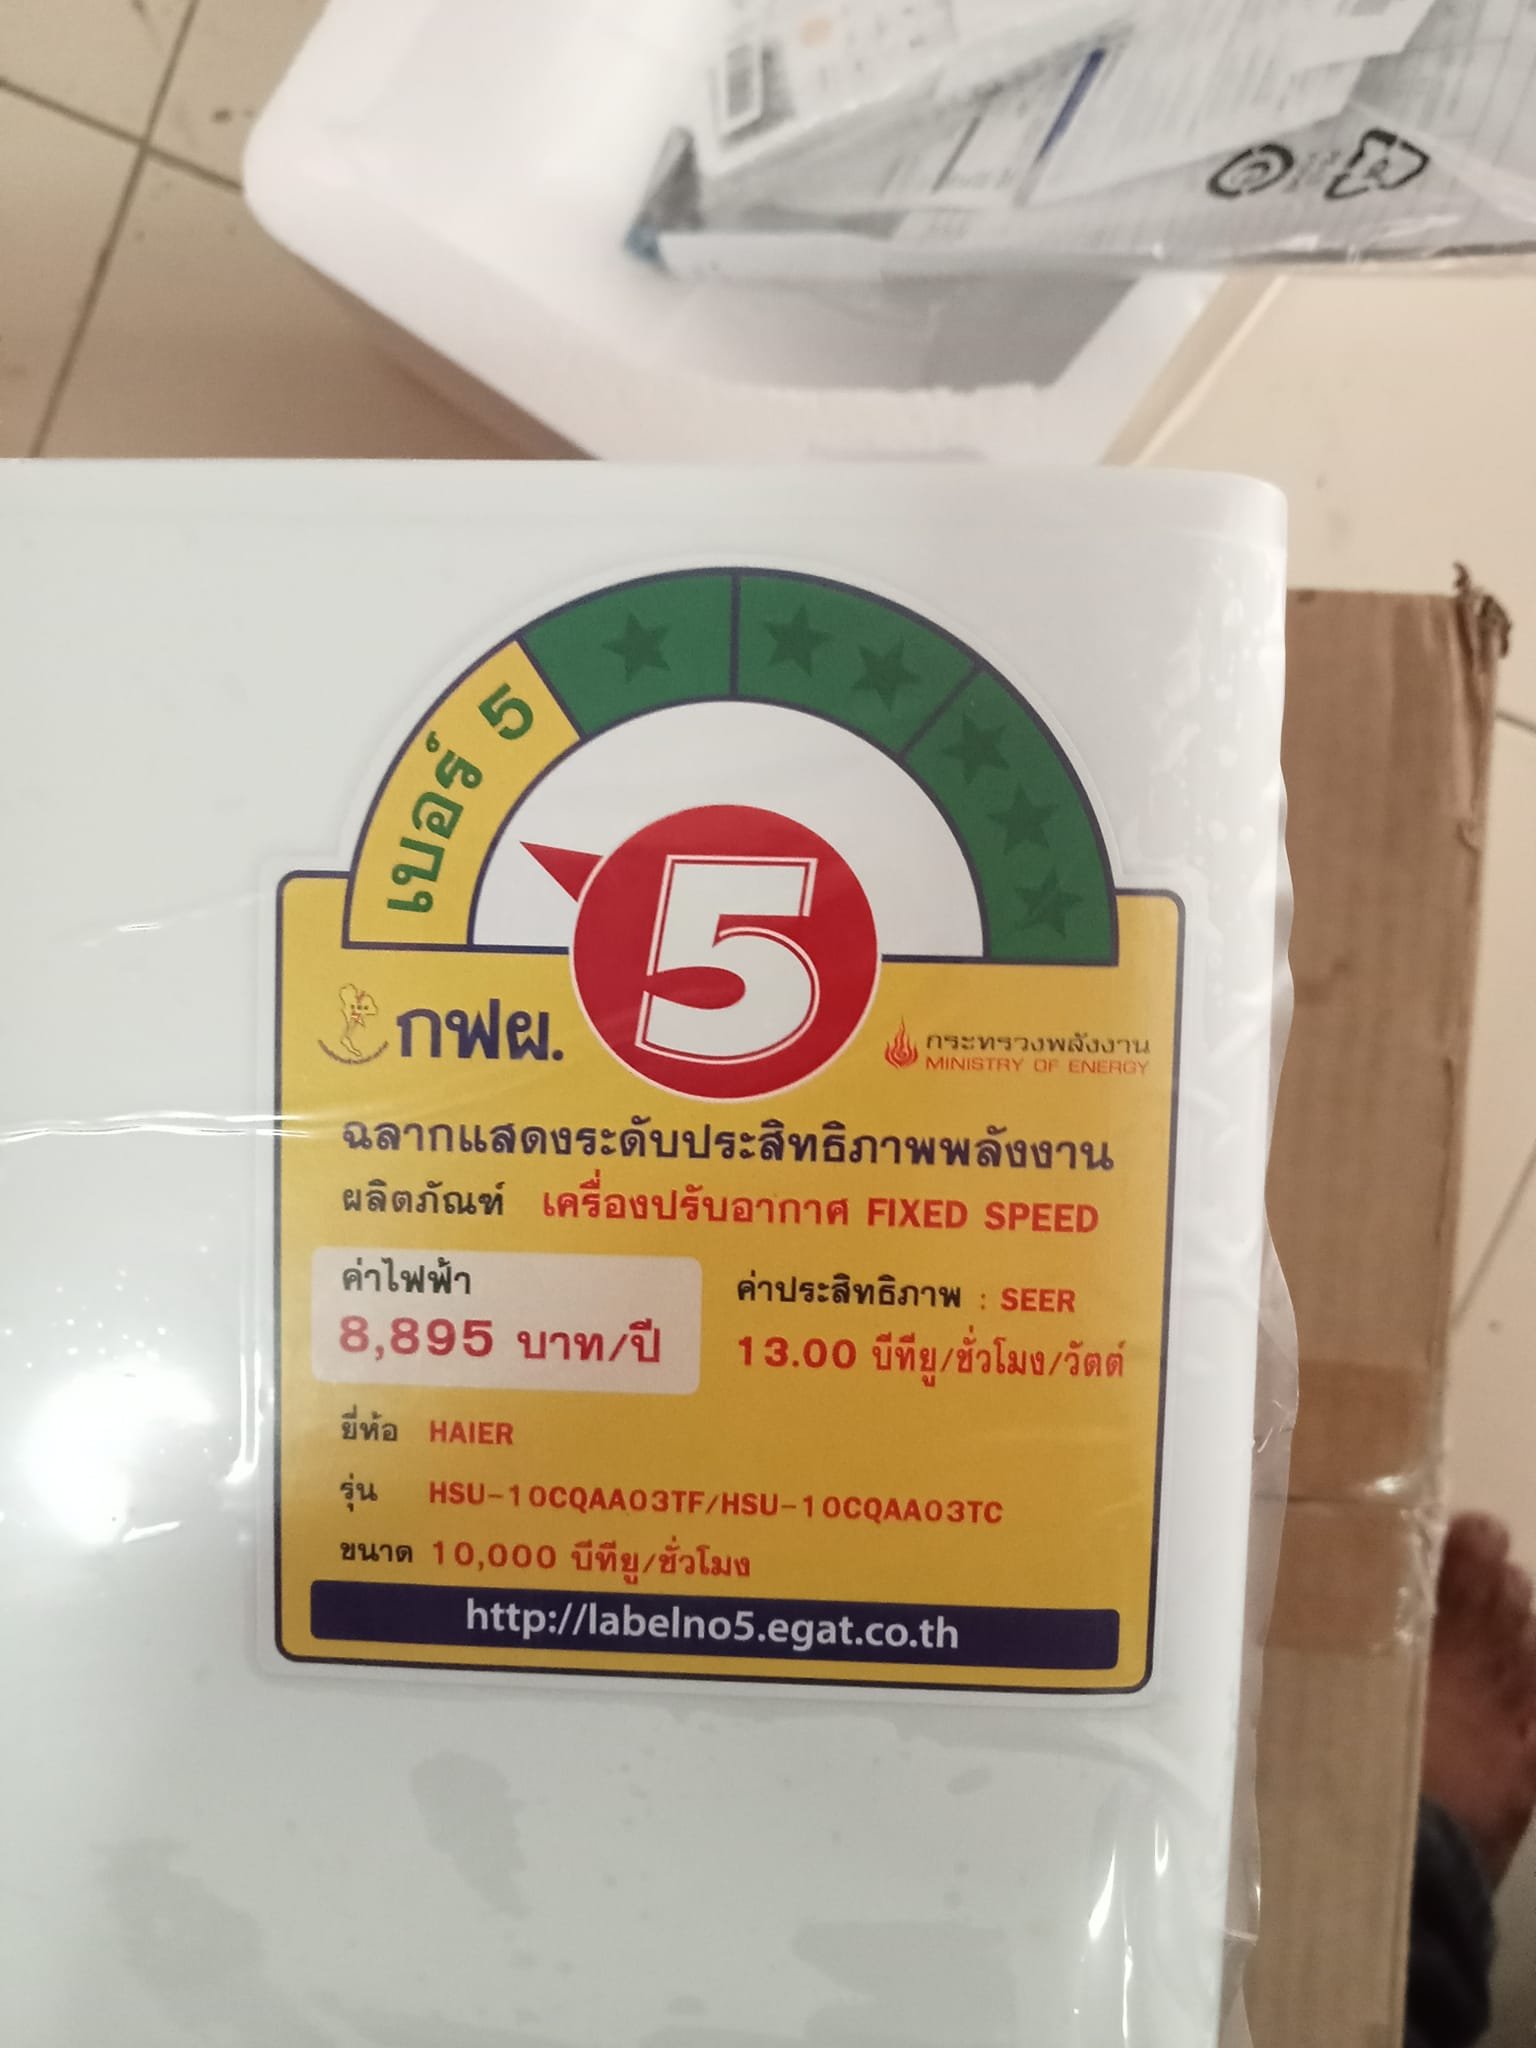 เบอร์ 5
5
กฟผ.
กระทรวงพลังงาน
MINISTRY OF ENERGY
ฉลากแสดงระดับประสิทธิภาพพลังงาน
ผลิตภัณฑ์ เครื่องปรับอากาศ FIXED SPEED
ค่าไฟฟ้า
8,895 บาท/ปี
ค่าประสิทธิภาพ : SEER
13.00 บีทียู/ชั่วโมง/วัตต์
ยี่ห้อ HAIER
รุ่น HSU-10CQAA03TF/HSU-10CQAA03TC
ขนาด 10,000 บีทียู/ชั่วโมง
http://labelno5.egat.co.th